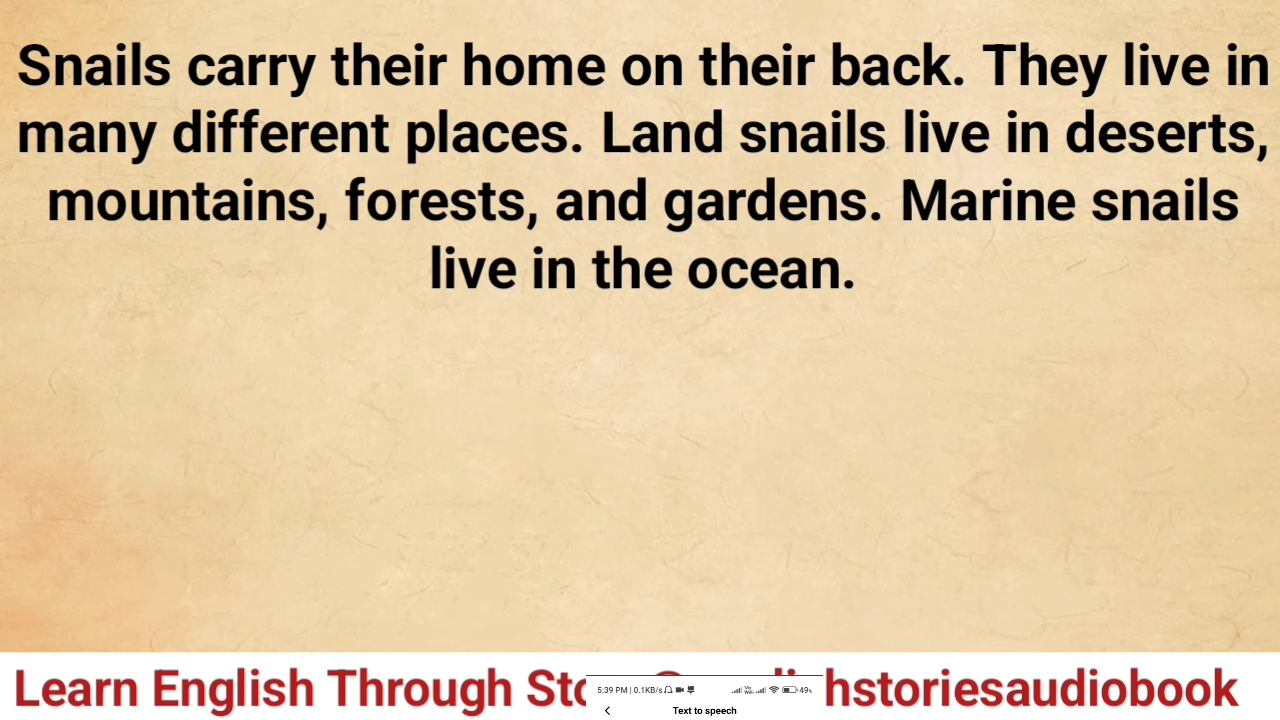 Snails carry their home on their back. They live in
many different places. Land snails live in deserts,
mountains, forests, and gardens. Marine snails
live in the ocean.
Learn English Through hstoriesaudiobook
5:39 PM | 0.1KB/s 49%
Text to speech